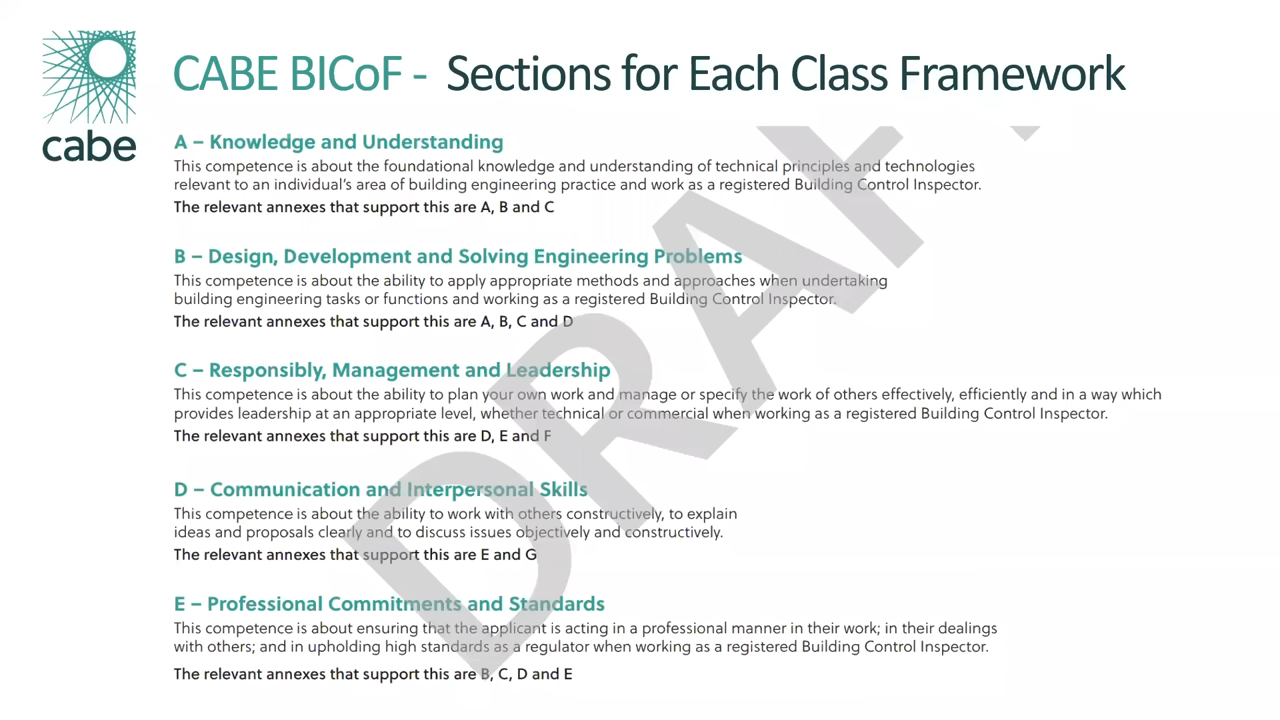 cabe
CABE BICoF - Sections for Each Class Framework
A – Knowledge and Understanding
This competence is about the foundational knowledge and understanding of technical principles and technologies
relevant to an individual's area of building engineering practice and work as a registered Building Control Inspector.
The relevant annexes that support this are A, B and C
B – Design, Development and Solving Engineering Problems
This competence is about the ability to apply appropriate methods and approaches when undertaking
building engineering tasks or functions and working as a registered Building Control Inspector.
The relevant annexes that support this are A, B, C and D
C – Responsibly, Management and Leadership
This competence is about the ability to plan your own work and manage or specify the work of others effectively, efficiently and in a way which
provides leadership at an appropriate level, whether technical or commercial when working as a registered Building Control Inspector.
The relevant annexes that support this are D, E and F
D – Communication and Interpersonal Skills
This competence is about the ability to work with others constructively, to explain
ideas and proposals clearly and to discuss issues objectively and constructively.
The relevant annexes that support this are E and G
E – Professional Commitments and Standards
This competence is about ensuring that the applicant is acting in a professional manner in their work; in their dealings
with others; and in upholding high standards as a regulator when working as a registered Building Control Inspector.
The relevant annexes that support this are B, C, D and E
DRAFT